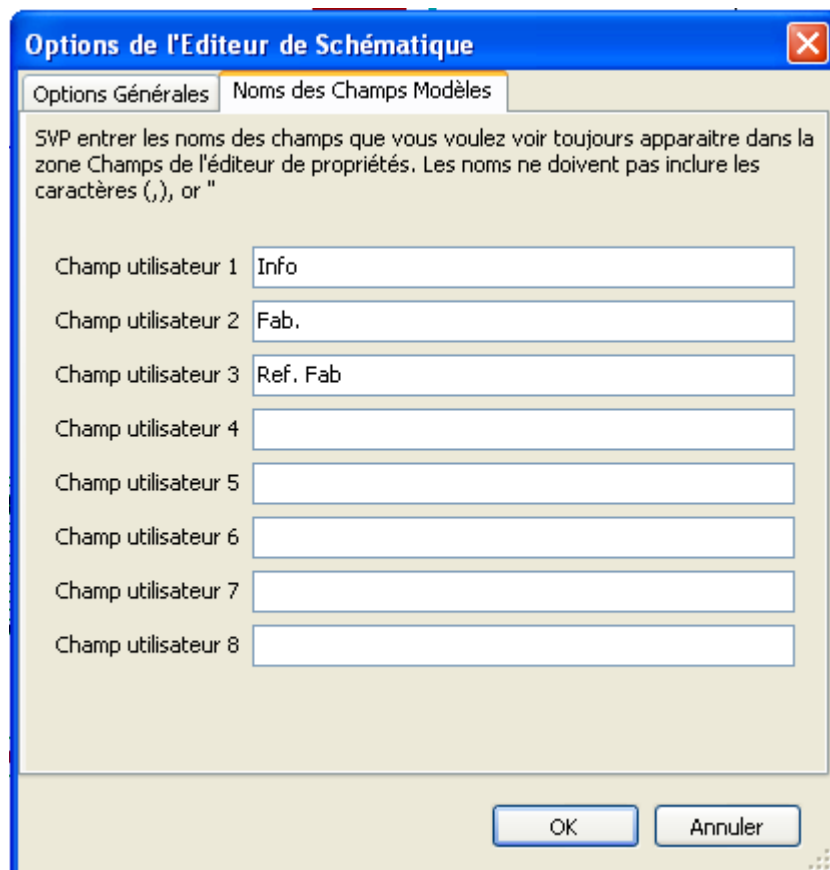 Options de l'Editeur de Schématique
Options Générales
Noms des Champs Modèles
SVP entrer les noms des champs que vous voulez voir toujours apparaitre dans la
zone Champs de l'éditeur de propriétés. Les noms ne doivent pas inclure les
caractères (,), or "
Champ utilisateur 1 Info
Champ utilisateur 2 Fab.
Champ utilisateur 3 Ref. Fab
Champ utilisateur 4
Champ utilisateur 5
Champ utilisateur 6
Champ utilisateur 7
Champ utilisateur 8
OK Annuler